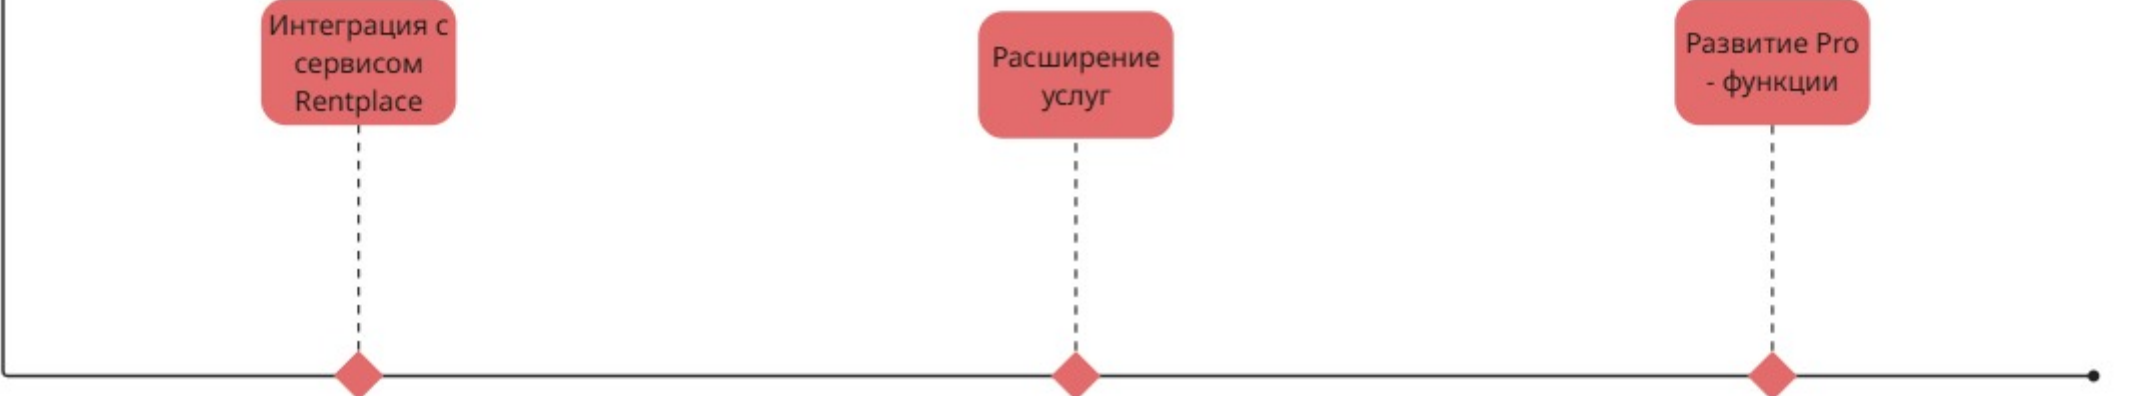 Интеграция с
сервисом
Rentplace
Расширение
услуг
Развитие Pro
- функции